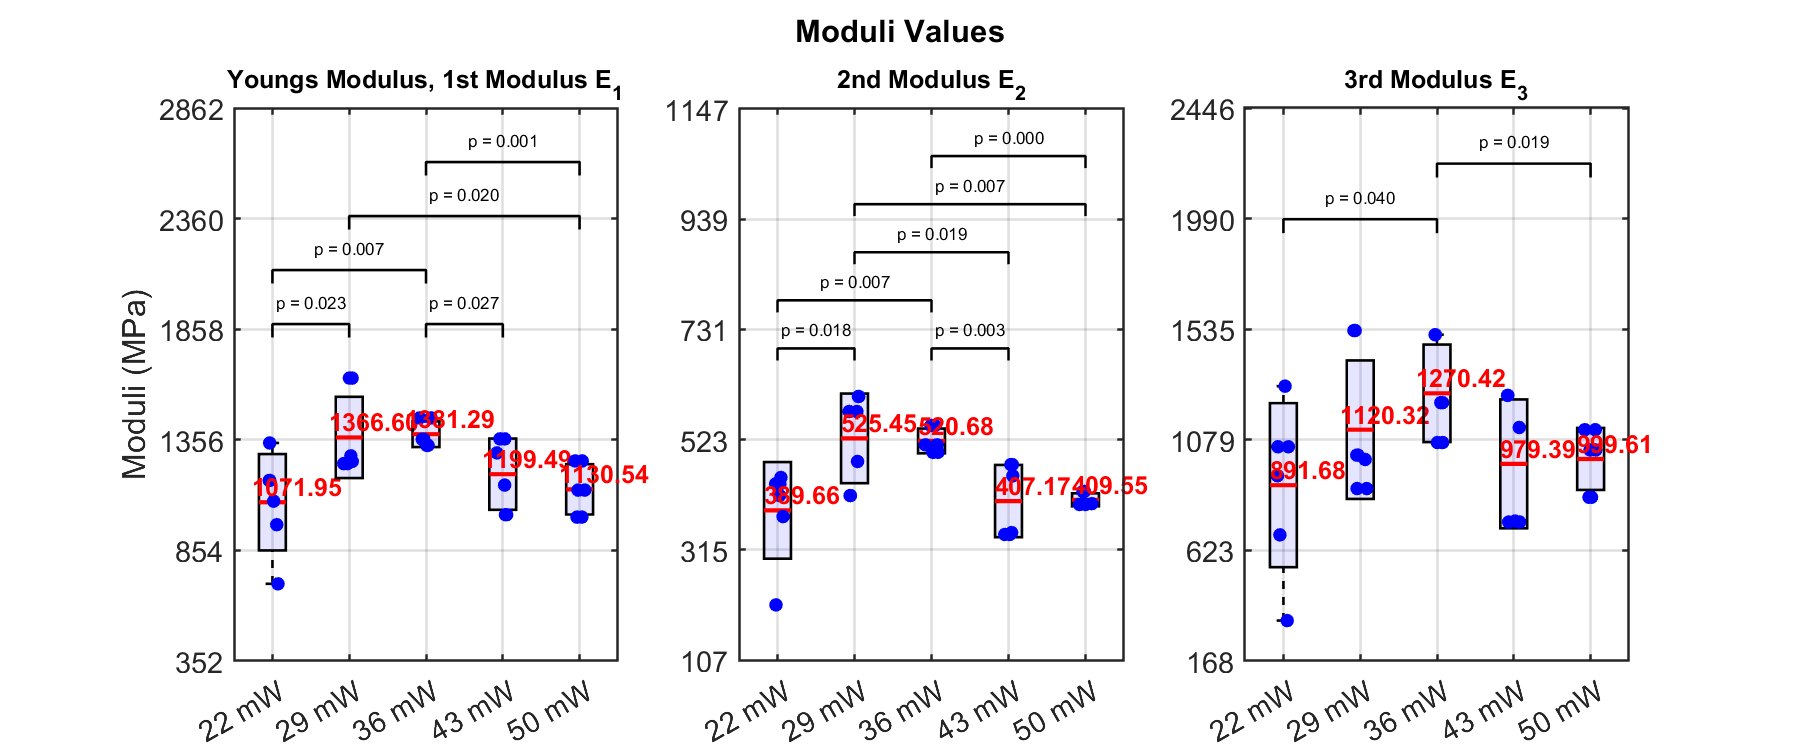 Moduli Values
Youngs Modulus, 1st Modulus E1
2nd Modulus E2
3rd Modulus E3
Moduli (MPa)
2862
2360
1858
1356
854
352
p = 0.001
p = 0.020
p = 0.007
p = 0.023
p = 0.027
1071.95
1366.60
1381.29
1199.49
1130.54
22 mW
29 mW
36 mW
43 mW
50 mW
1147
939
731
523
315
107
p = 0.000
p = 0.007
p = 0.019
p = 0.007
p = 0.018
p = 0.003
389.66
525.45
520.68
407.17
409.55
22 mW
29 mW
36 mW
43 mW
50 mW
2446
1990
1535
1079
623
168
p = 0.019
p = 0.040
891.68
1120.32
1270.42
979.39
999.61
22 mW
29 mW
36 mW
43 mW
50 mW